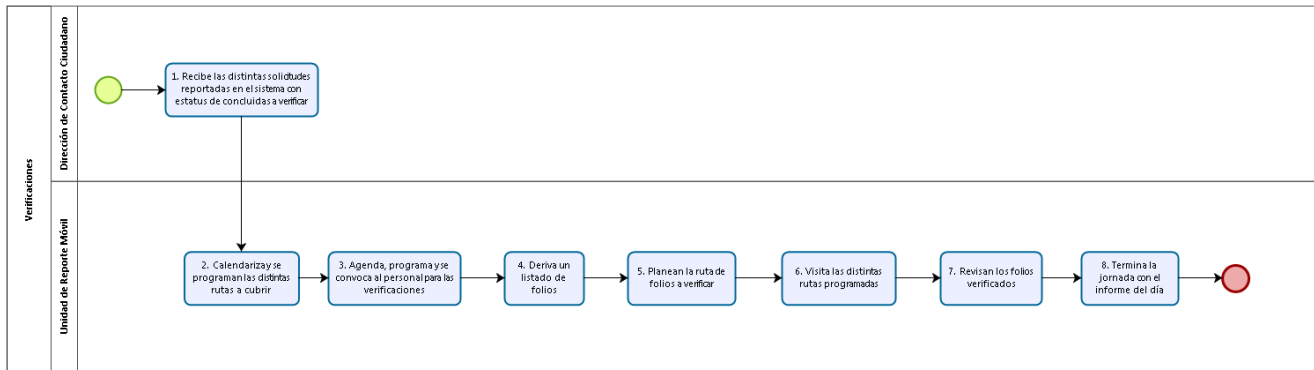 Verificaciones
Dirección de Contacto Ciudadano
1. Recibe las distintas solicitudes
reportadas en el sistema con
estatus de concluidas a verificar
Unidad de Reporte Móvil
2. Calendariza y se
programan las distintas
rutas a cubrir
3. Agenda, programa y se
convoca al personal para las
verificaciones
4. Deriva un
listado de
folios
5. Planean la ruta de
folios a verificar
6. Visita las distintas
rutas programadas
7. Revisan los folios
verificados
8. Termina la
jornada con el
informe del día